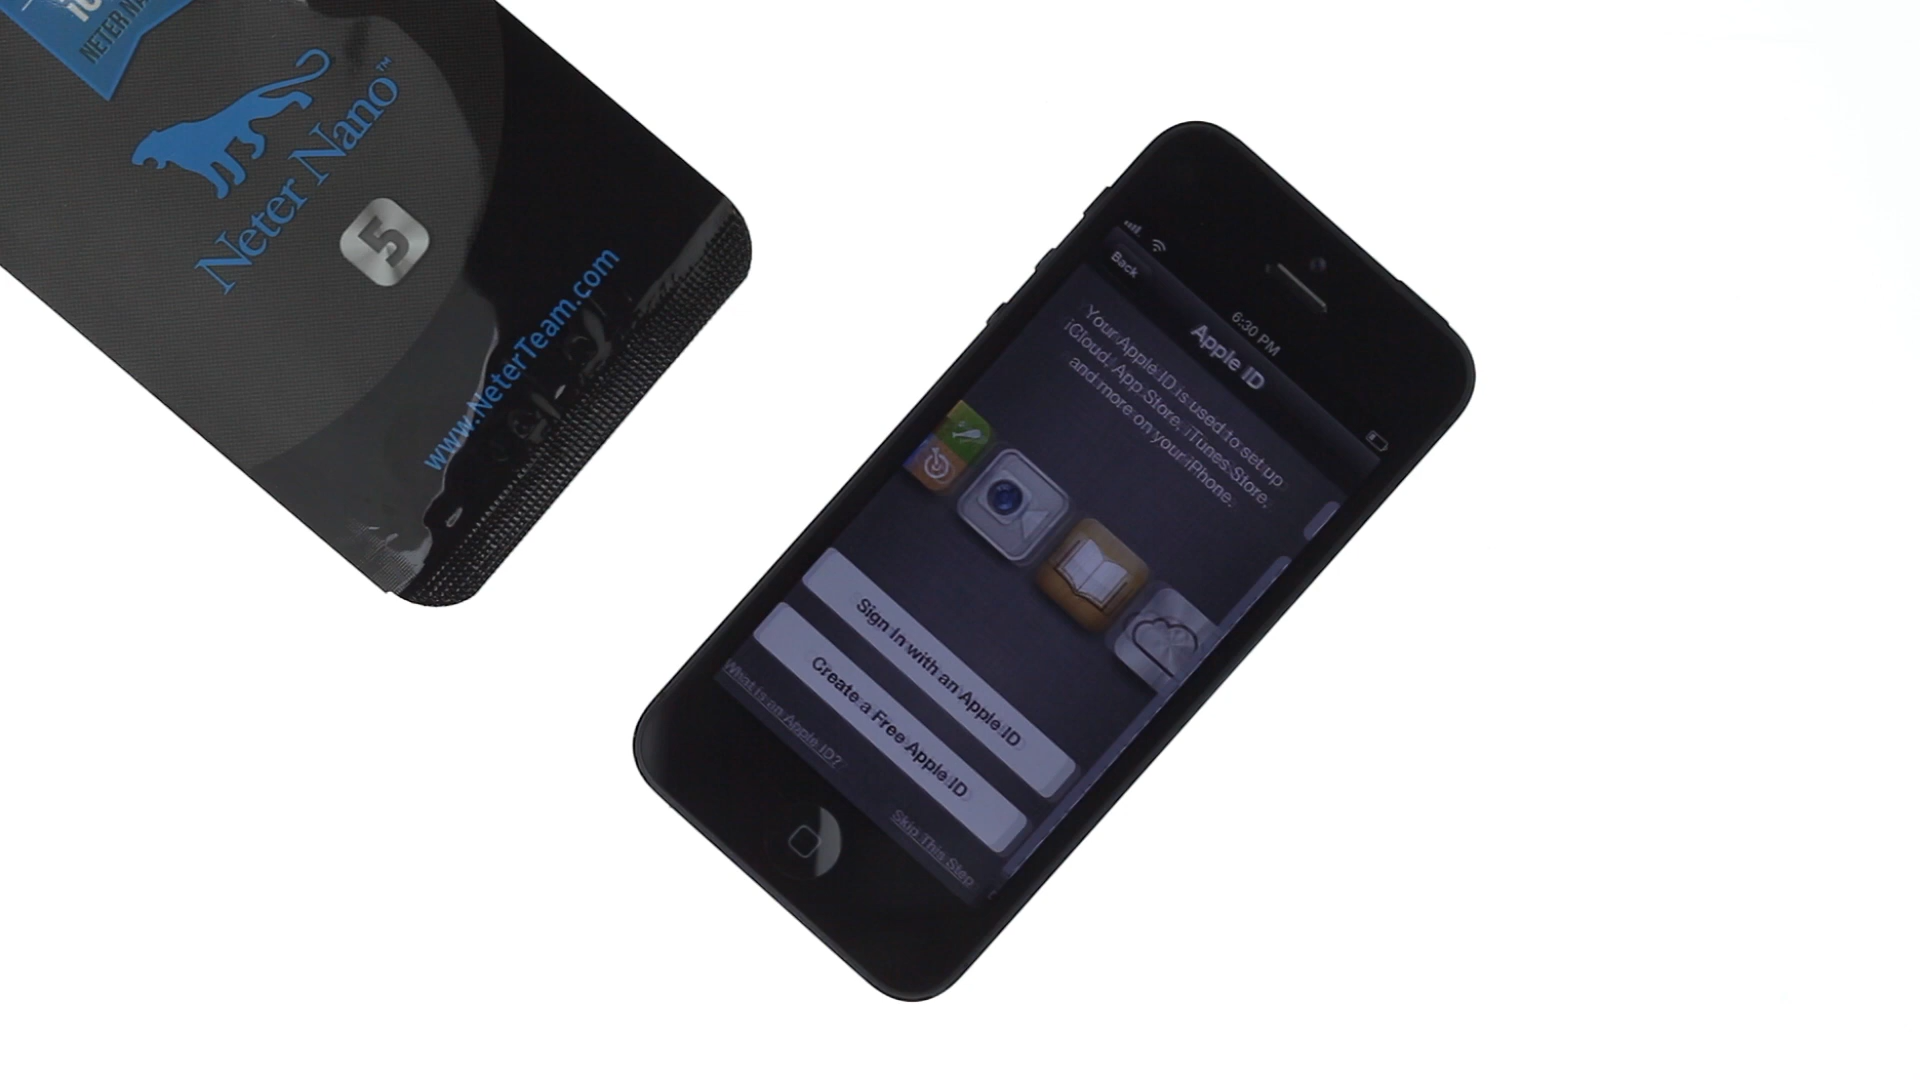 NETER NA
Neter Nano™
5
www.NeterTeam.com
6:30 PM
Back
Apple ID
Your Apple ID is used to set up
iCloud, App Store, iTunes Store,
and more on your iPhone.
Sign In with an Apple ID
Create a Free Apple ID
What is an Apple ID?
Skip This Step